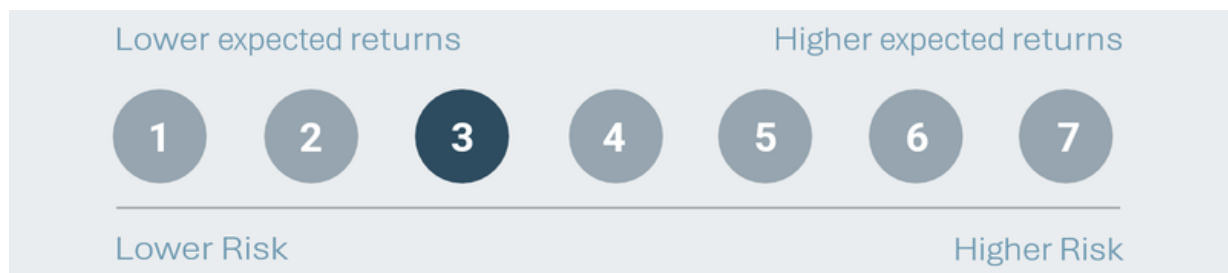 Lower expected returns Higher expected returns
1 2 3 4 5 6 7
Lower Risk Higher Risk